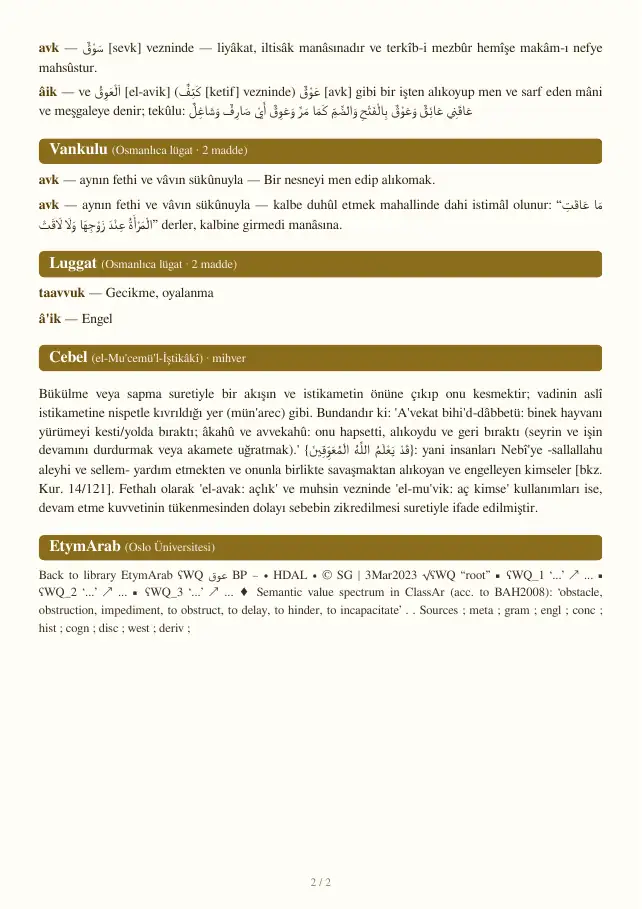 avk — سَوْقٌ [sevk] vezninde — liyâkat, iltisâk manâsınadır ve terkîb-i mezbûr hemîşe makâm-ı nefye
mahsûstur.
âik — ve اَلْعَوِقُ [el-avik] (كَتِفٌ [ketif] vezninde) عَوْقٌ [avk] gibi bir işten alıkoyup men ve sarf eden mâni
ve meşgaleye denir; tekûlu: عَاقَنِي عَائِقٌ وَعَوْقٌ بِالْفَتْحِ وَالضَّمِّ كَمَا مَرَّ وَعَوِقٌ أَيْ صَارِفٌ وَشَاغِلٌ
Vankulu (Osmanlıca lügat · 2 madde)
avk — aynın fethi ve vâvın sükûnuyla — Bir nesneyi men edip alıkomak.
avk — aynın fethi ve vâvın sükûnuyla — kalbe duhûl etmek mahallinde dahi istimâl olunur: “مَا عَاقَتِ
الْمَرْأَةُ عِنْدَ زَوْجِهَا وَلَا لَاقَتْ” derler, kalbine girmedi manâsına.
Luggat (Osmanlıca lügat · 2 madde)
taavvuk — Gecikme, oyalanma
â'ik — Engel
Cebel (el-Mu'cemü'l-İştikâkî) · mihver
Bükülme veya sapma suretiyle bir akışın ve istikametin önüne çıkıp onu kesmektir; vadinin aslî
istikametine nispetle kıvrıldığı yer (mün'arec) gibi. Bundandır ki: 'A'vekat bihi'd-dâbbetü: binek hayvanı
yürümeyi kesti/yolda bıraktı; âkahû ve avvekahû: onu hapsetti, alıkoydu ve geri bıraktı (seyrin ve işin
devamını durdurmak veya akamete uğratmak).' {قَدْ يَعْلَمُ اللَّهُ الْمُعَوِّقِينَ}: yani insanları Nebî'ye -sallallahu
aleyhi ve sellem- yardım etmekten ve onunla birlikte savaşmaktan alıkoyan ve engelleyen kimseler [bkz.
Kur. 14/121]. Fethalı olarak 'el-avak: açlık' ve muhsin vezninde 'el-mu'vik: aç kimse' kullanımları ise,
devam etme kuvvetinin tükenmesinden dolayı sebebin zikredilmesi suretiyle ifade edilmiştir.
EtymArab (Oslo Üniversitesi)
Back to library EtymArab ʕWQ عوق BP – • HDAL • © SG | 3Mar2023 √ʕWQ “root” ▪ ʕWQ_1 ‘...’ ↗ ... ▪
ʕWQ_2 ‘...’ ↗ ... ▪ ʕWQ_3 ‘...’ ↗ ... ♦ Semantic value spectrum in ClassAr (acc. to BAH2008): ‘obstacle,
obstruction, impediment, to obstruct, to delay, to hinder, to incapacitate’ . . Sources ; meta ; gram ; engl ; conc ;
hist ; cogn ; disc ; west ; deriv ;
2 / 2